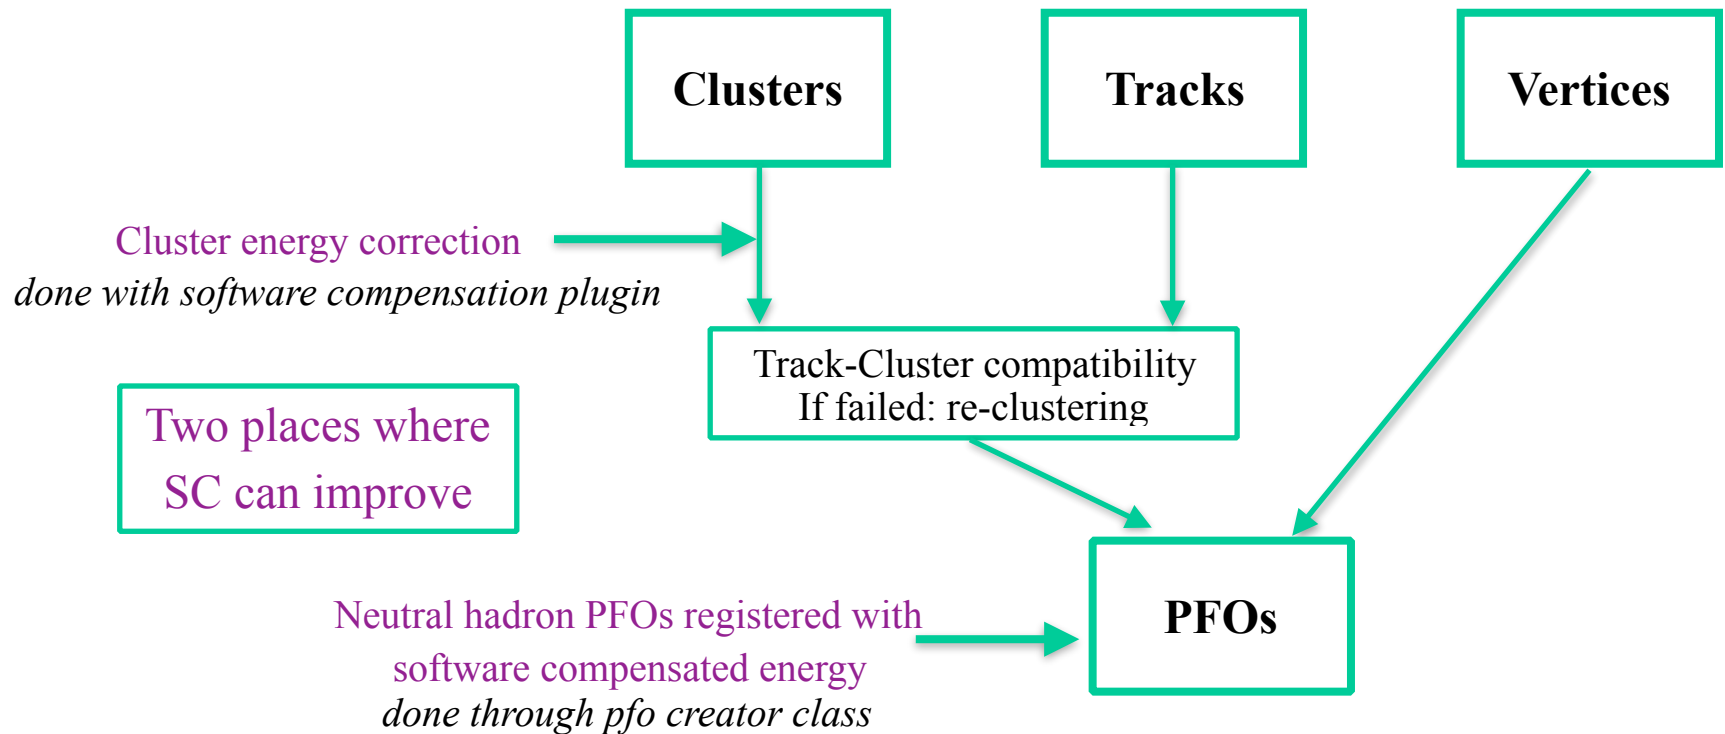 Clusters
Tracks
Vertices
Cluster energy correction
done with software compensation plugin
Track-Cluster compatibility
If failed: re-clustering
Two places where
SC can improve
PFOs
Neutral hadron PFOs registered with
software compensated energy
done through pfo creator class